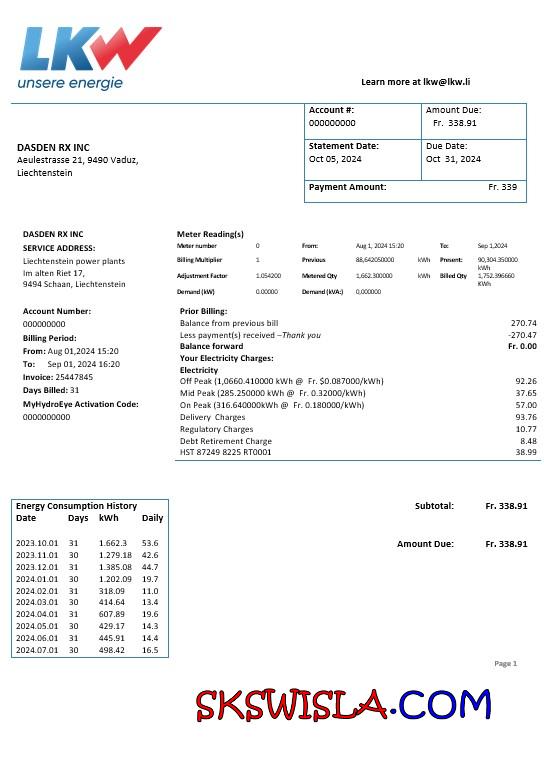 LKW
unsere energie
Learn more at lkw@lkw.li
Account #:
000000000
Amount Due:
Fr. 338.91
DASDEN RX INC
Aeulestrasse 21, 9490 Vaduz,
Liechtenstein
Statement Date:
Oct 05, 2024
Due Date:
Oct 31, 2024
Payment Amount: Fr. 339
DASDEN RX INC
SERVICE ADDRESS:
Liechtenstein power plants
Im alten Riet 17,
9494 Schaan, Liechtenstein
Account Number:
000000000
Billing Period:
From: Aug 01,2024 15:20
To: Sep 01, 2024 16:20
Invoice: 25447845
Days Billed: 31
MyHydroEye Activation Code:
0000000000
Meter Reading(s)
Meter number 0 From: Aug 1, 2024 15:20 To: Sep 1,2024
Billing Multiplier 1 Previous 88,642050000 kWh Present: 90,304.350000 kWh
Adjustment Factor 1.054200 Metered Qty 1,662.300000 kWh Billed Qty 1,752.396660 KWh
Demand (kW) 0.00000 Demand (kVA:) 0,000000
Prior Billing:
Balance from previous bill 270.74
Less payment(s) received –Thank you -270.47
Balance forward Fr. 0.00
Your Electricity Charges:
Electricity
Off Peak (1,0660.410000 kWh @ Fr. $0.087000/kWh) 92.26
Mid Peak (285.250000 kWh @ Fr. 0.32000/kWh) 37.65
On Peak (316.640000kWh @ Fr. 0.180000/kWh) 57.00
Delivery Charges 93.76
Regulatory Charges 10.77
Debt Retirement Charge 8.48
HST 87249 8225 RT0001 38.99
Energy Consumption History
Date Days kWh Daily
2023.10.01 31 1.662.3 53.6
2023.11.01 30 1.279.18 42.6
2023.12.01 31 1.385.08 44.7
2024.01.01 30 1.202.09 19.7
2024.02.01 31 318.09 11.0
2024.03.01 30 414.64 13.4
2024.04.01 31 607.89 19.6
2024.05.01 30 429.17 14.3
2024.06.01 31 445.91 14.4
2024.07.01 30 498.42 16.5
Subtotal: Fr. 338.91
Amount Due: Fr. 338.91
Page 1
SKSWISLA.COM